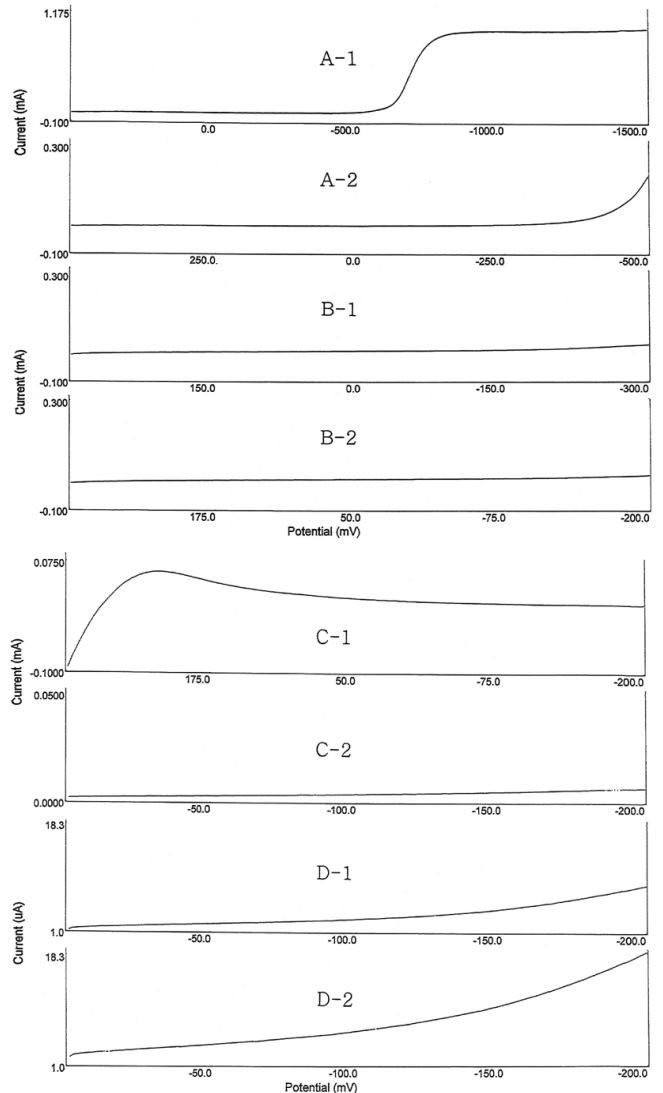 1.175
A-1
Current (mA)
-0.100
0.0 -500.0 -1000.0 -1500.0
0.300
A-2
-0.100
250.0. 0.0 -250.0 -500.0
0.300
B-1
Current (mA)
-0.100
150.0 0.0 -150.0 -300.0
0.300
B-2
-0.100
175.0 50.0 -75.0 -200.0
Potential (mV)
0.0750
Current (mA)
C-1
-0.1000
175.0 50.0 -75.0 -200.0
0.0500
C-2
0.0000
-50.0 -100.0 -150.0 -200.0
18.3
D-1
Current (uA)
1.0
-50.0 -100.0 -150.0 -200.0
18.3
D-2
1.0
-50.0 -100.0 -150.0 -200.0
Potential (mV)